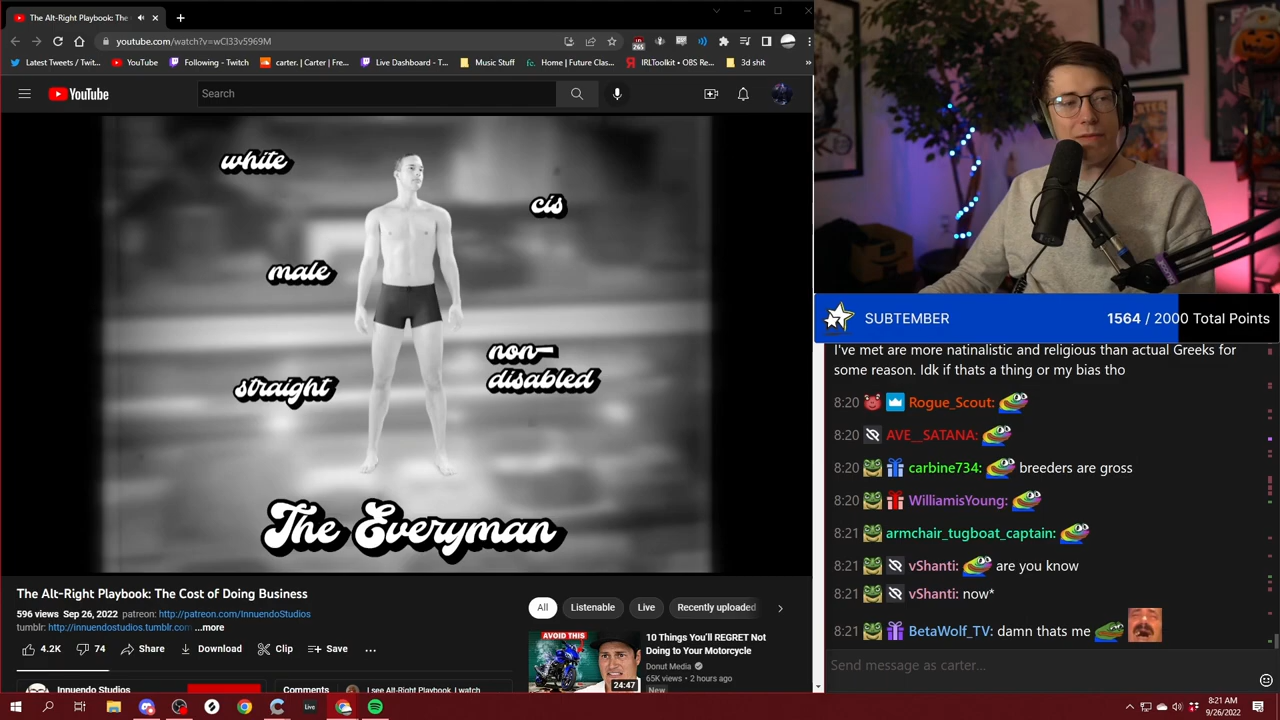 The Alt-Right Playbook: The
youtube.com/watch?v=wCl33v5969M
265
Latest Tweets / Twit...
YouTube
Following - Twitch
carter. | Carter | Fre...
Live Dashboard - T...
Music Stuff
Home | Future Clas...
IRLToolkit • OBS Re...
3d shit
YouTube
Search
white
cis
male
non-
disabled
straight
The Everyman
The Alt-Right Playbook: The Cost of Doing Business
596 views Sep 26, 2022 patreon: http://patreon.com/InnuendoStudios
tumblr: http://innuendostudios.tumblr.com ...more
4.2K
74
Share
Download
Clip
Save
Innuendo Studios
Comments
I see Alt-Right Playbook, I watch
All
Listenable
Live
Recently uploaded
AVOID THIS
24:47
10 Things You'll REGRET Not
Doing to Your Motorcycle
Donut Media
65K views • 2 hours ago
New
SUBTEMBER
1564 / 2000 Total Points
I've met are more natinalistic and religious than actual Greeks for
some reason. Idk if thats a thing or my bias tho
8:20 Rogue_Scout:
8:20 AVE__SATANA:
8:20 carbine734: breeders are gross
8:20 WilliamisYoung:
8:21 armchair_tugboat_captain:
8:21 vShanti: are you know
8:21 vShanti: now*
8:21 BetaWolf_TV: damn thats me
Send message as carter...
Live
8:21 AM
9/26/2022